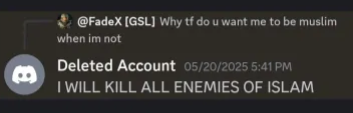 @FadeX [GSL] Why tf do u want me to be muslim
when im not
Deleted Account 05/20/2025 5:41 PM
I WILL KILL ALL ENEMIES OF ISLAM